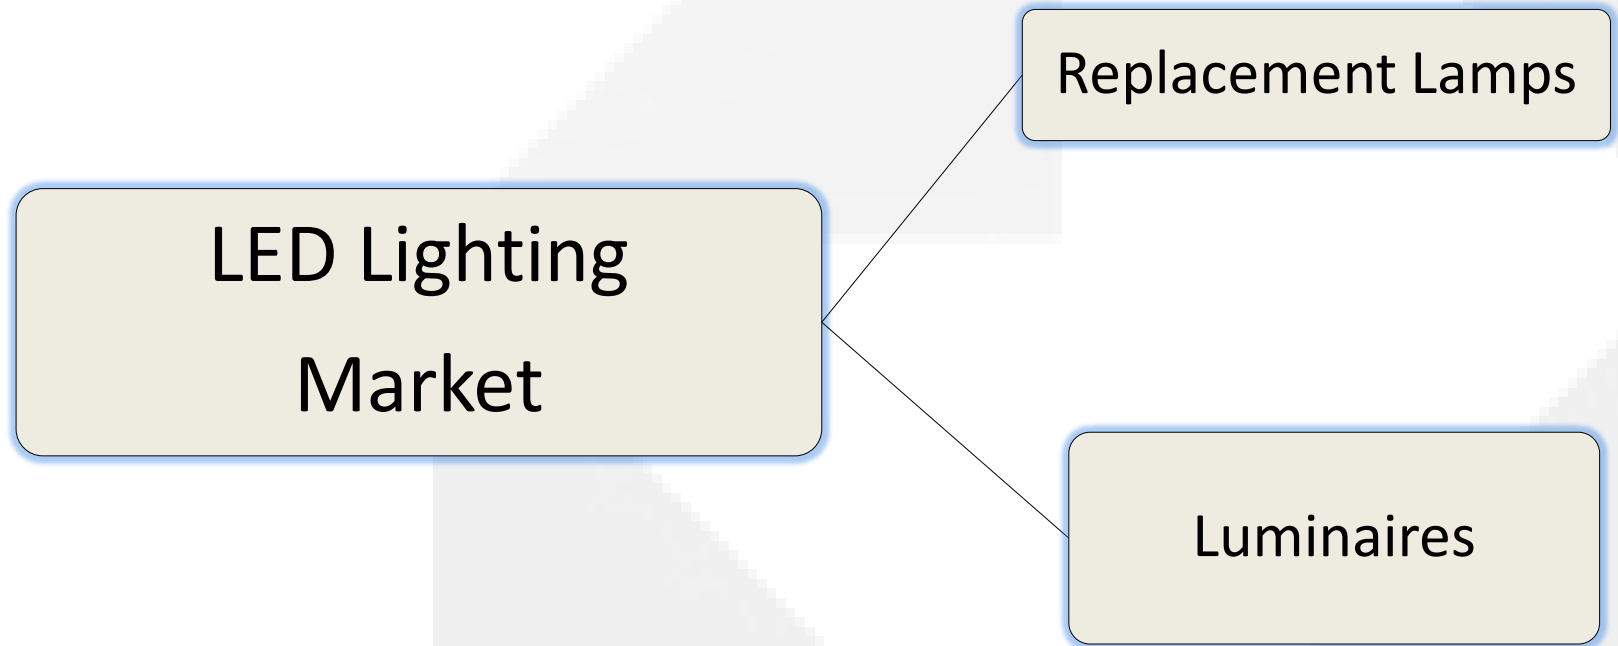 Replacement Lamps
LED Lighting
Market
Luminaires